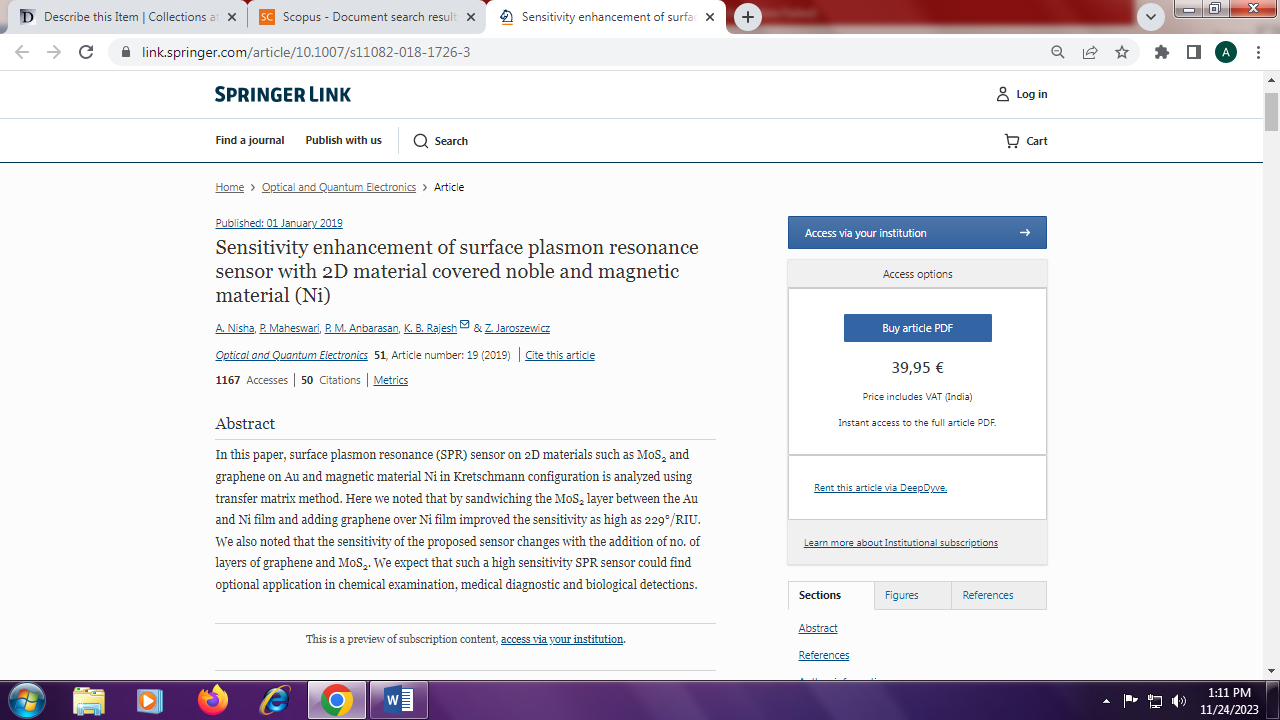 Describe this Item | Collections at
Scopus - Document search result
Sensitivity enhancement of surfa
link.springer.com/article/10.1007/s11082-018-1726-3
A
SPRINGER LINK
Log in
Find a journal
Publish with us
Search
Cart
Home > Optical and Quantum Electronics > Article
Published: 01 January 2019
Sensitivity enhancement of surface plasmon resonance
sensor with 2D material covered noble and magnetic
material (Ni)
A. Nisha, P. Maheswari, P. M. Anbarasan, K. B. Rajesh & Z. Jaroszewicz
Optical and Quantum Electronics 51, Article number: 19 (2019) | Cite this article
1167 Accesses | 50 Citations | Metrics
Abstract
In this paper, surface plasmon resonance (SPR) sensor on 2D materials such as MoS₂ and
graphene on Au and magnetic material Ni in Kretschmann configuration is analyzed using
transfer matrix method. Here we noted that by sandwiching the MoS₂ layer between the Au
and Ni film and adding graphene over Ni film improved the sensitivity as high as 229°/RIU.
We also noted that the sensitivity of the proposed sensor changes with the addition of no. of
layers of graphene and MoS₂. We expect that such a high sensitivity SPR sensor could find
optional application in chemical examination, medical diagnostic and biological detections.
This is a preview of subscription content, access via your institution.
Access via your institution →
Access options
Buy article PDF
39,95 €
Price includes VAT (India)
Instant access to the full article PDF.
Rent this article via DeepDyve.
Learn more about Institutional subscriptions
Sections
Figures
References
Abstract
References
1:11 PM
11/24/2023